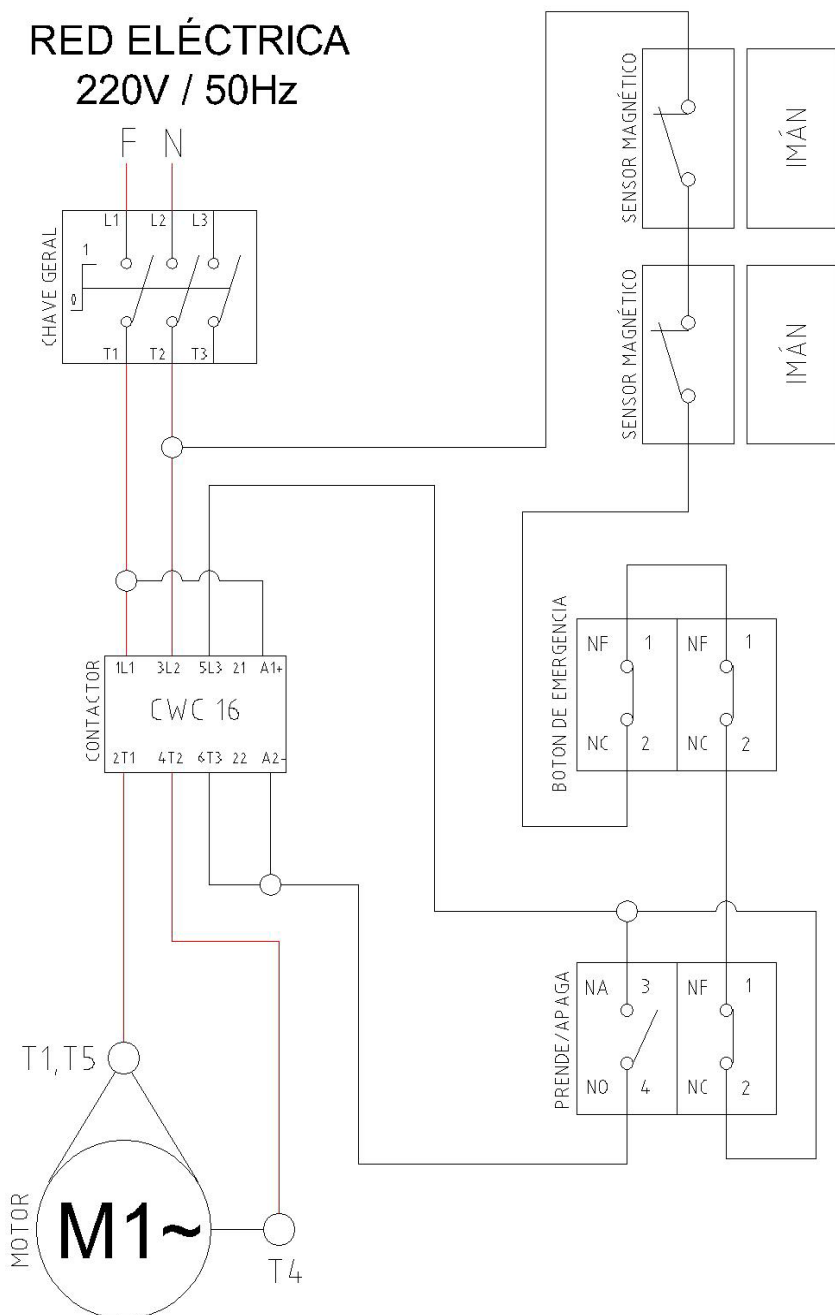 RED ELÉCTRICA
220V / 50Hz
F N
L1 L2 L3
CHAVE GERAL
1
0
T1 T2 T3
SENSOR MAGNÉTICO
IMÁN
SENSOR MAGNÉTICO
IMÁN
CONTACTOR
1L1 3L2 5L3 21 A1+
CWC 16
2T1 4T2 6T3 22 A2-
BOTON DE EMERGENCIA
NF 1 NF 1
NC 2 NC 2
PRENDE/APAGA
NA 3 NF 1
NO 4 NC 2
T1,T5
MOTOR
M1~
T4